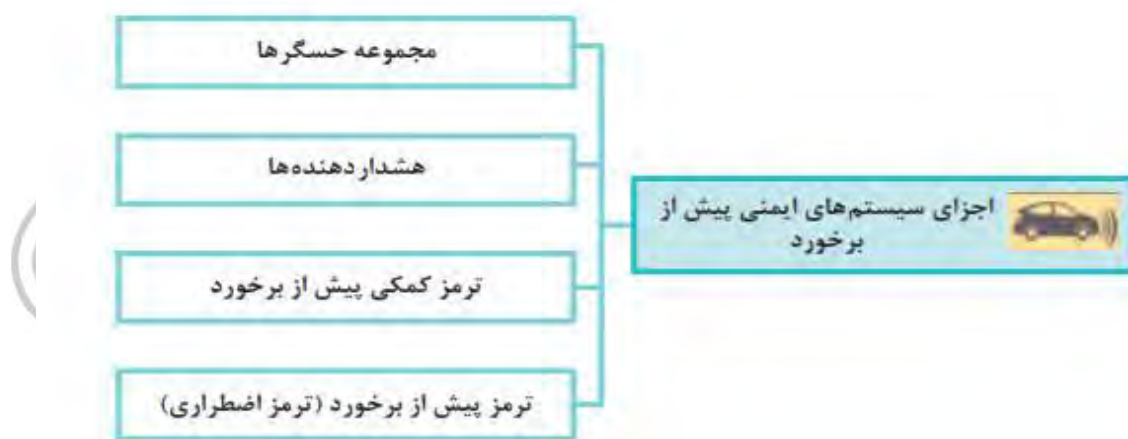 اجزای سیستم‌های ایمنی پیش از
برخورد
مجموعه حسگرها
هشداردهنده‌ها
ترمز کمکی پیش از برخورد
ترمز پیش از برخورد (ترمز اضطراری)